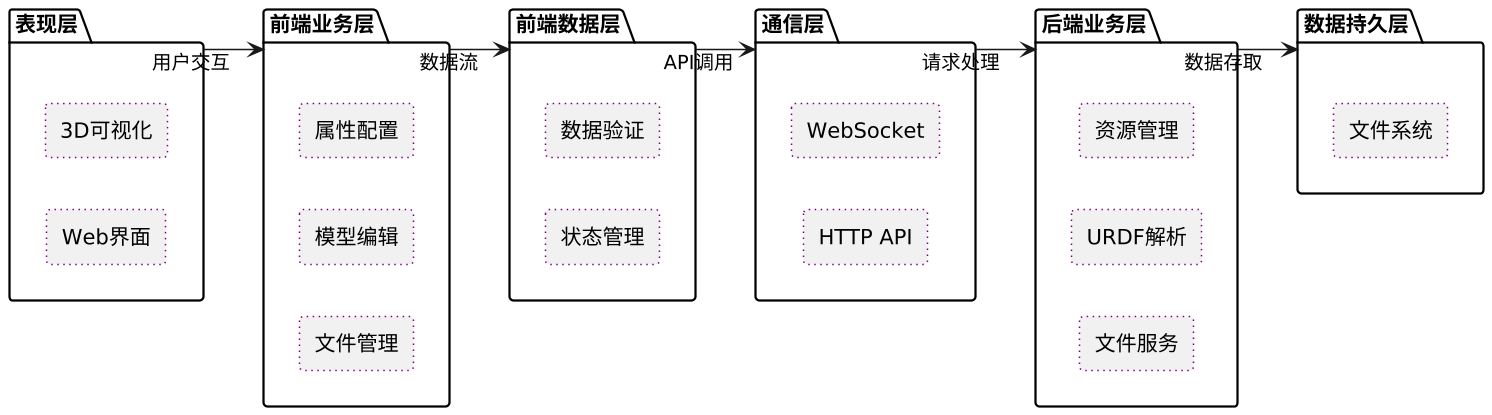 表现层
用户交互
3D可视化
Web界面
前端业务层
数据流
属性配置
模型编辑
文件管理
前端数据层
API调用
数据验证
状态管理
通信层
请求处理
WebSocket
HTTP API
后端业务层
数据存取
资源管理
URDF解析
文件服务
数据持久层
文件系统